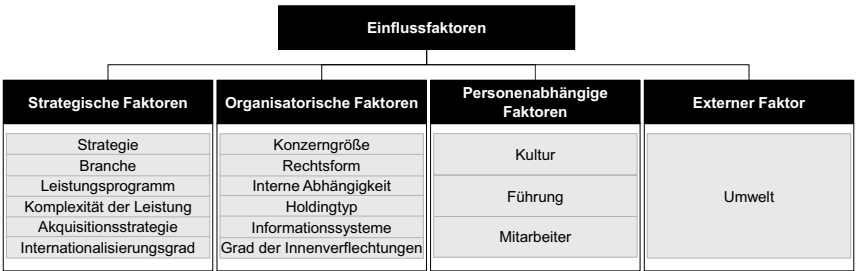 Einflussfaktoren
Strategische Faktoren
Strategie
Branche
Leistungsprogramm
Komplexität der Leistung
Akquisitionsstrategie
Internationalisierungsgrad
Organisatorische Faktoren
Konzerngröße
Rechtsform
Interne Abhängigkeit
Holdingtyp
Informationssysteme
Grad der Innenverflechtungen
Personenabhängige
Faktoren
Kultur
Führung
Mitarbeiter
Externer Faktor
Umwelt